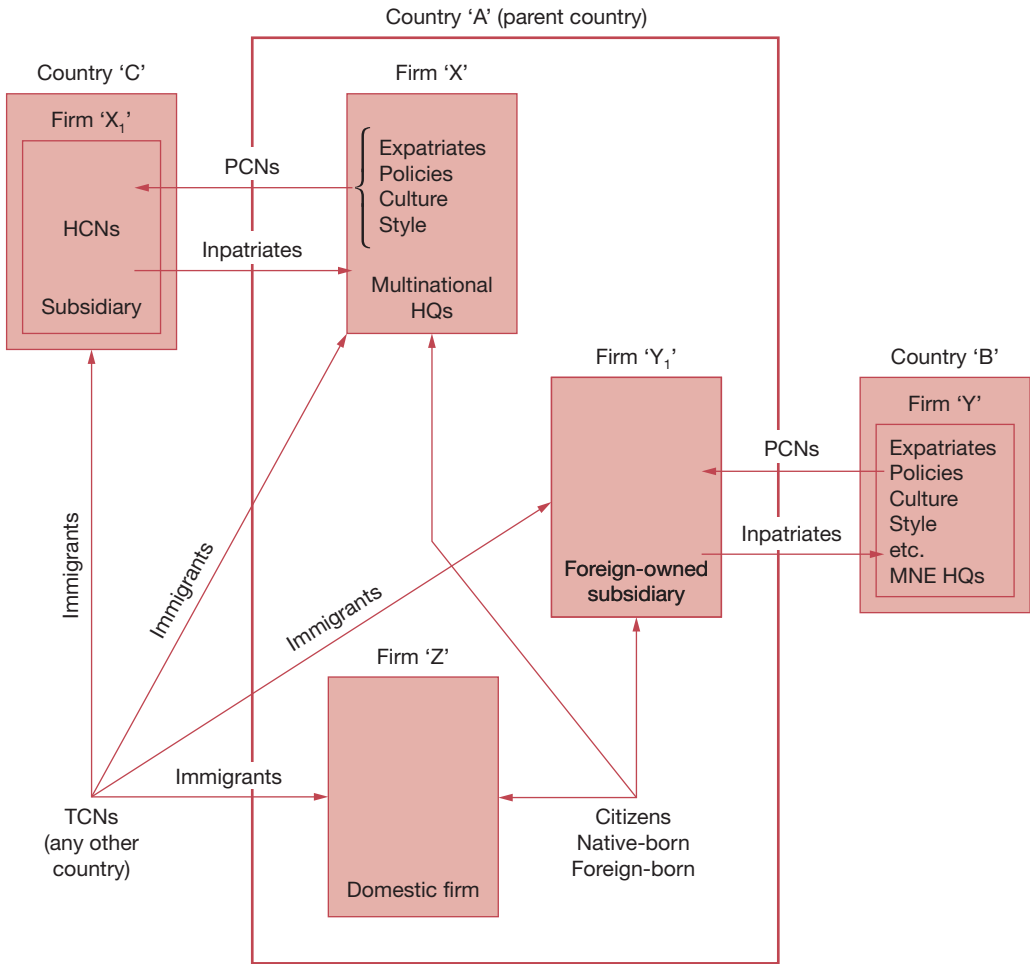 Country ‘A’ (parent country)
Country ‘C’
Firm ‘X₁’
HCNs
Subsidiary
PCNs
Inpatriates
Firm ‘X’
Expatriates
Policies
Culture
Style
Multinational
HQs
Firm ‘Y₁’
Foreign-owned
subsidiary
Country ‘B’
Firm ‘Y’
PCNs
Inpatriates
Expatriates
Policies
Culture
Style
etc.
MNE HQs
Immigrants
Immigrants
Immigrants
Immigrants
Firm ‘Z’
Domestic firm
TCNs
(any other
country)
Citizens
Native-born
Foreign-born